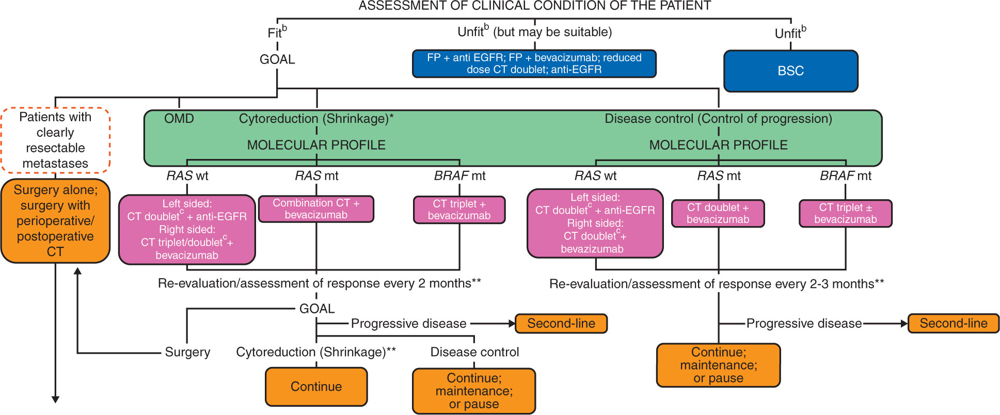 ASSESSMENT OF CLINICAL CONDITION OF THE PATIENT
Fitb
Unfitb (but may be suitable)
Unfitb
GOAL
FP + anti EGFR; FP + bevacizumab; reduced
dose CT doublet; anti-EGFR
BSC
Patients with
clearly
resectable
metastases
OMD
Cytoreduction (Shrinkage)*
Disease control (Control of progression)
MOLECULAR PROFILE
MOLECULAR PROFILE
RAS wt
RAS mt
BRAF mt
RAS wt
RAS mt
BRAF mt
Surgery alone;
surgery with
perioperative/
postoperative
CT
Left sided:
CT doubletc + anti-EGFR
Right sided:
CT triplet/doubletc+
bevacizumab
Combination CT +
bevacizumab
CT triplet +
bevacizumab
Left sided:
CT doubletc + anti-EGFR
Right sided:
CT doubletc+
bevazizumab
CT doublet +
bevacizumab
CT triplet ±
bevacizumab
Re-evaluation/assessment of response every 2 months**
Re-evaluation/assessment of response every 2-3 months**
GOAL
Progressive disease
Second-line
Progressive disease
Second-line
Surgery
Cytoreduction (Shrinkage)**
Disease control
Continue
Continue;
maintenance;
or pause
Continue;
maintenance;
or pause